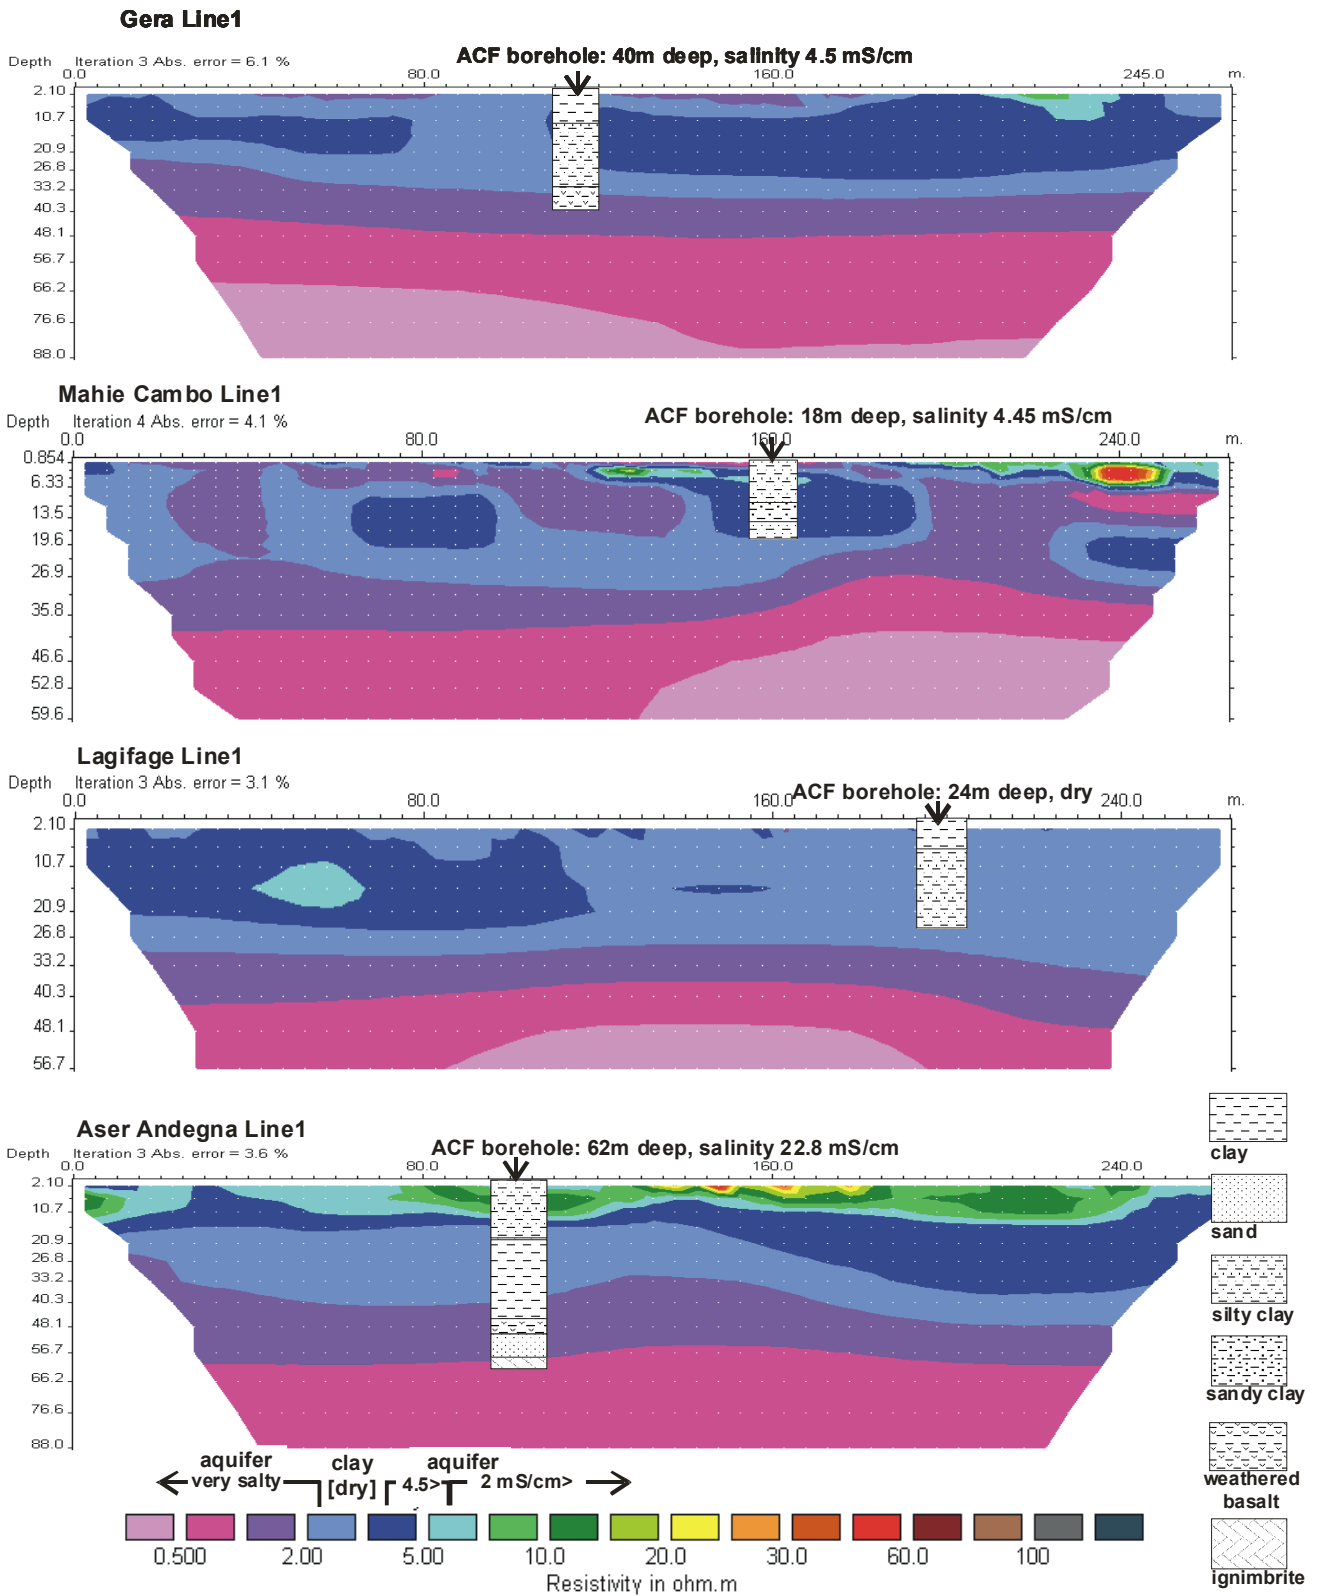 Gera Line1
ACF borehole: 40m deep, salinity 4.5 mS/cm
Depth Iteration 3 Abs. error = 6.1 %
0.0 80.0 160.0 245.0 m.
2.10
10.7
20.9
26.8
33.2
40.3
48.1
56.7
66.2
76.6
88.0
Mahie Cambo Line1
ACF borehole: 18m deep, salinity 4.45 mS/cm
Depth Iteration 4 Abs. error = 4.1 %
0.0 80.0 160.0 240.0 m.
0.854
6.33
13.5
19.6
26.9
35.8
46.6
52.8
59.6
Lagifage Line1
Depth Iteration 3 Abs. error = 3.1 %
ACF borehole: 24m deep, dry
0.0 80.0 160.0 240.0 m.
2.10
10.7
20.9
26.8
33.2
40.3
48.1
56.7
Aser Andegna Line1
ACF borehole: 62m deep, salinity 22.8 mS/cm
Depth Iteration 3 Abs. error = 3.6 %
0.0 80.0 160.0 240.0
2.10
10.7
20.9
26.8
33.2
40.3
48.1
56.7
66.2
76.6
88.0
clay
sand
silty clay
sandy clay
weathered
basalt
ignimbrite
aquifer clay aquifer
very salty [dry] 4.5> 2 mS/cm>
0.500 2.00 5.00 10.0 20.0 30.0 60.0 100
Resistivity in ohm.m